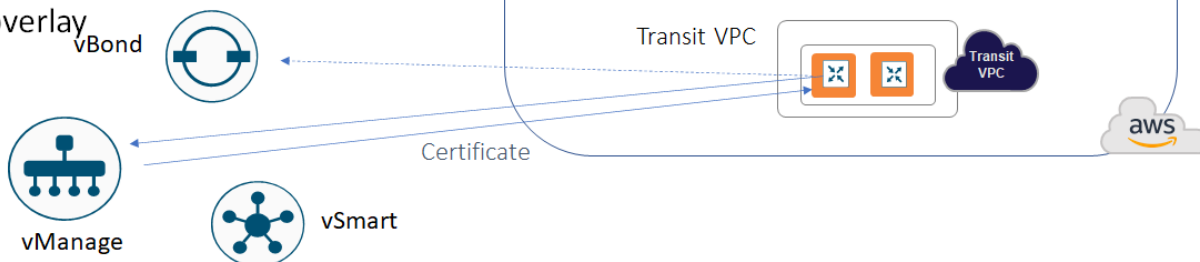 overlay
vBond
Transit VPC
Transit
VPC
aws
Certificate
vSmart
vManage